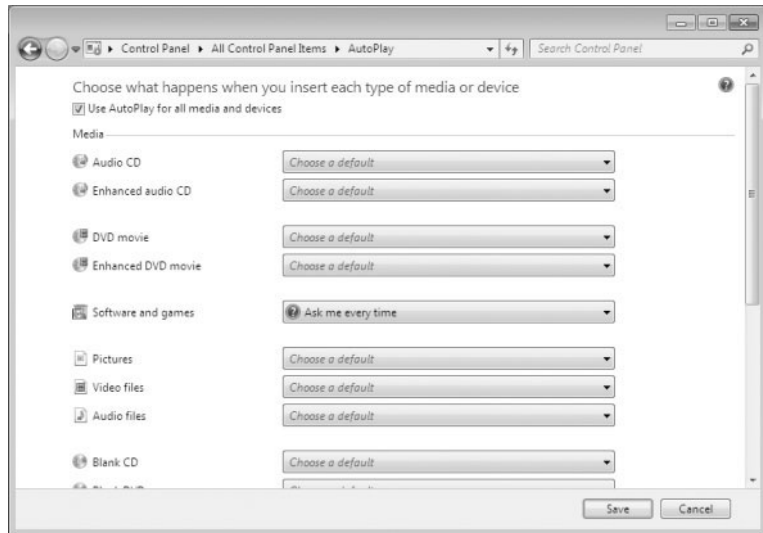 Control Panel ▸ All Control Panel Items ▸ AutoPlay Search Control Panel
Choose what happens when you insert each type of media or device
Use AutoPlay for all media and devices
Media
Audio CD Choose a default
Enhanced audio CD Choose a default
DVD movie Choose a default
Enhanced DVD movie Choose a default
Software and games Ask me every time
Pictures Choose a default
Video files Choose a default
Audio files Choose a default
Blank CD Choose a default
Save Cancel